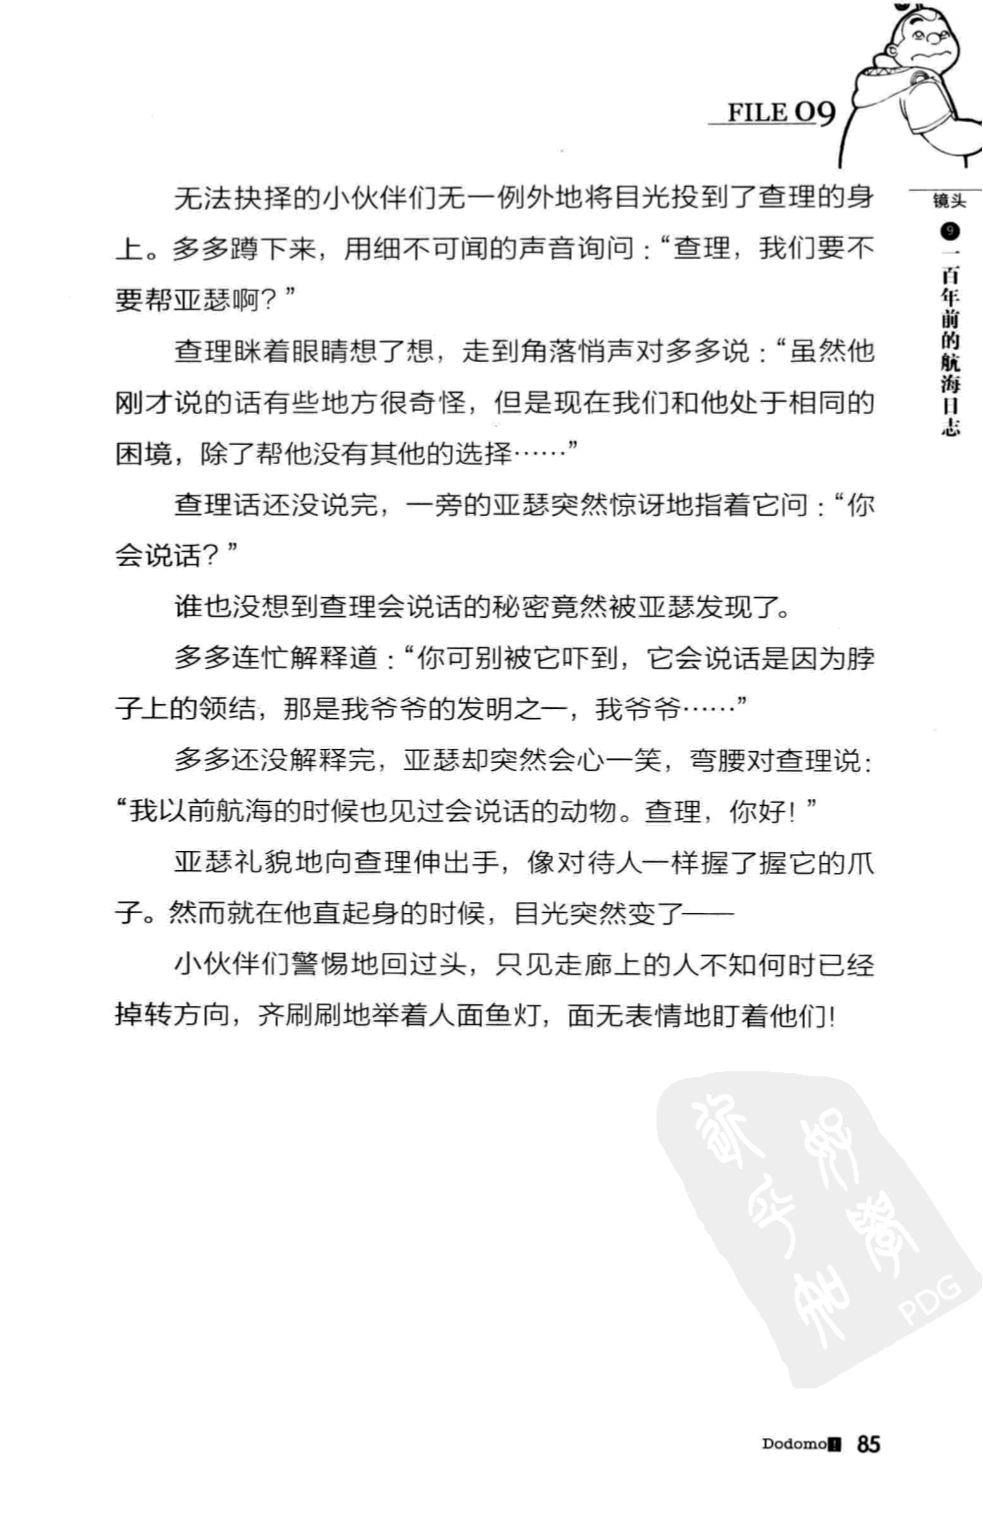 FILE 09
镜头
9
一百年前的航海日志
无法抉择的小伙伴们无一例外地将目光投到了查理的身
上。多多蹲下来，用细不可闻的声音询问：“查理，我们要不
要帮亚瑟啊？”
查理眯着眼睛想了想，走到角落悄声对多多说：“虽然他
刚才说的话有些地方很奇怪，但是现在我们和他处于相同的
困境，除了帮他没有其他的选择……”
查理话还没说完，一旁的亚瑟突然惊讶地指着它问：“你
会说话？”
谁也没想到查理会说话的秘密竟然被亚瑟发现了。
多多连忙解释道：“你可别被它吓到，它会说话是因为脖
子上的领结，那是我爷爷的发明之一，我爷爷……”
多多还没解释完，亚瑟却突然会心一笑，弯腰对查理说：
“我以前航海的时候也见过会说话的动物。查理，你好！”
亚瑟礼貌地向查理伸出手，像对待人一样握了握它的爪
子。然而就在他直起身的时候，目光突然变了——
小伙伴们警惕地回过头，只见走廊上的人不知何时已经
掉转方向，齐刷刷地举着人面鱼灯，面无表情地盯着他们！
好学
PDG
Dodomo! 85